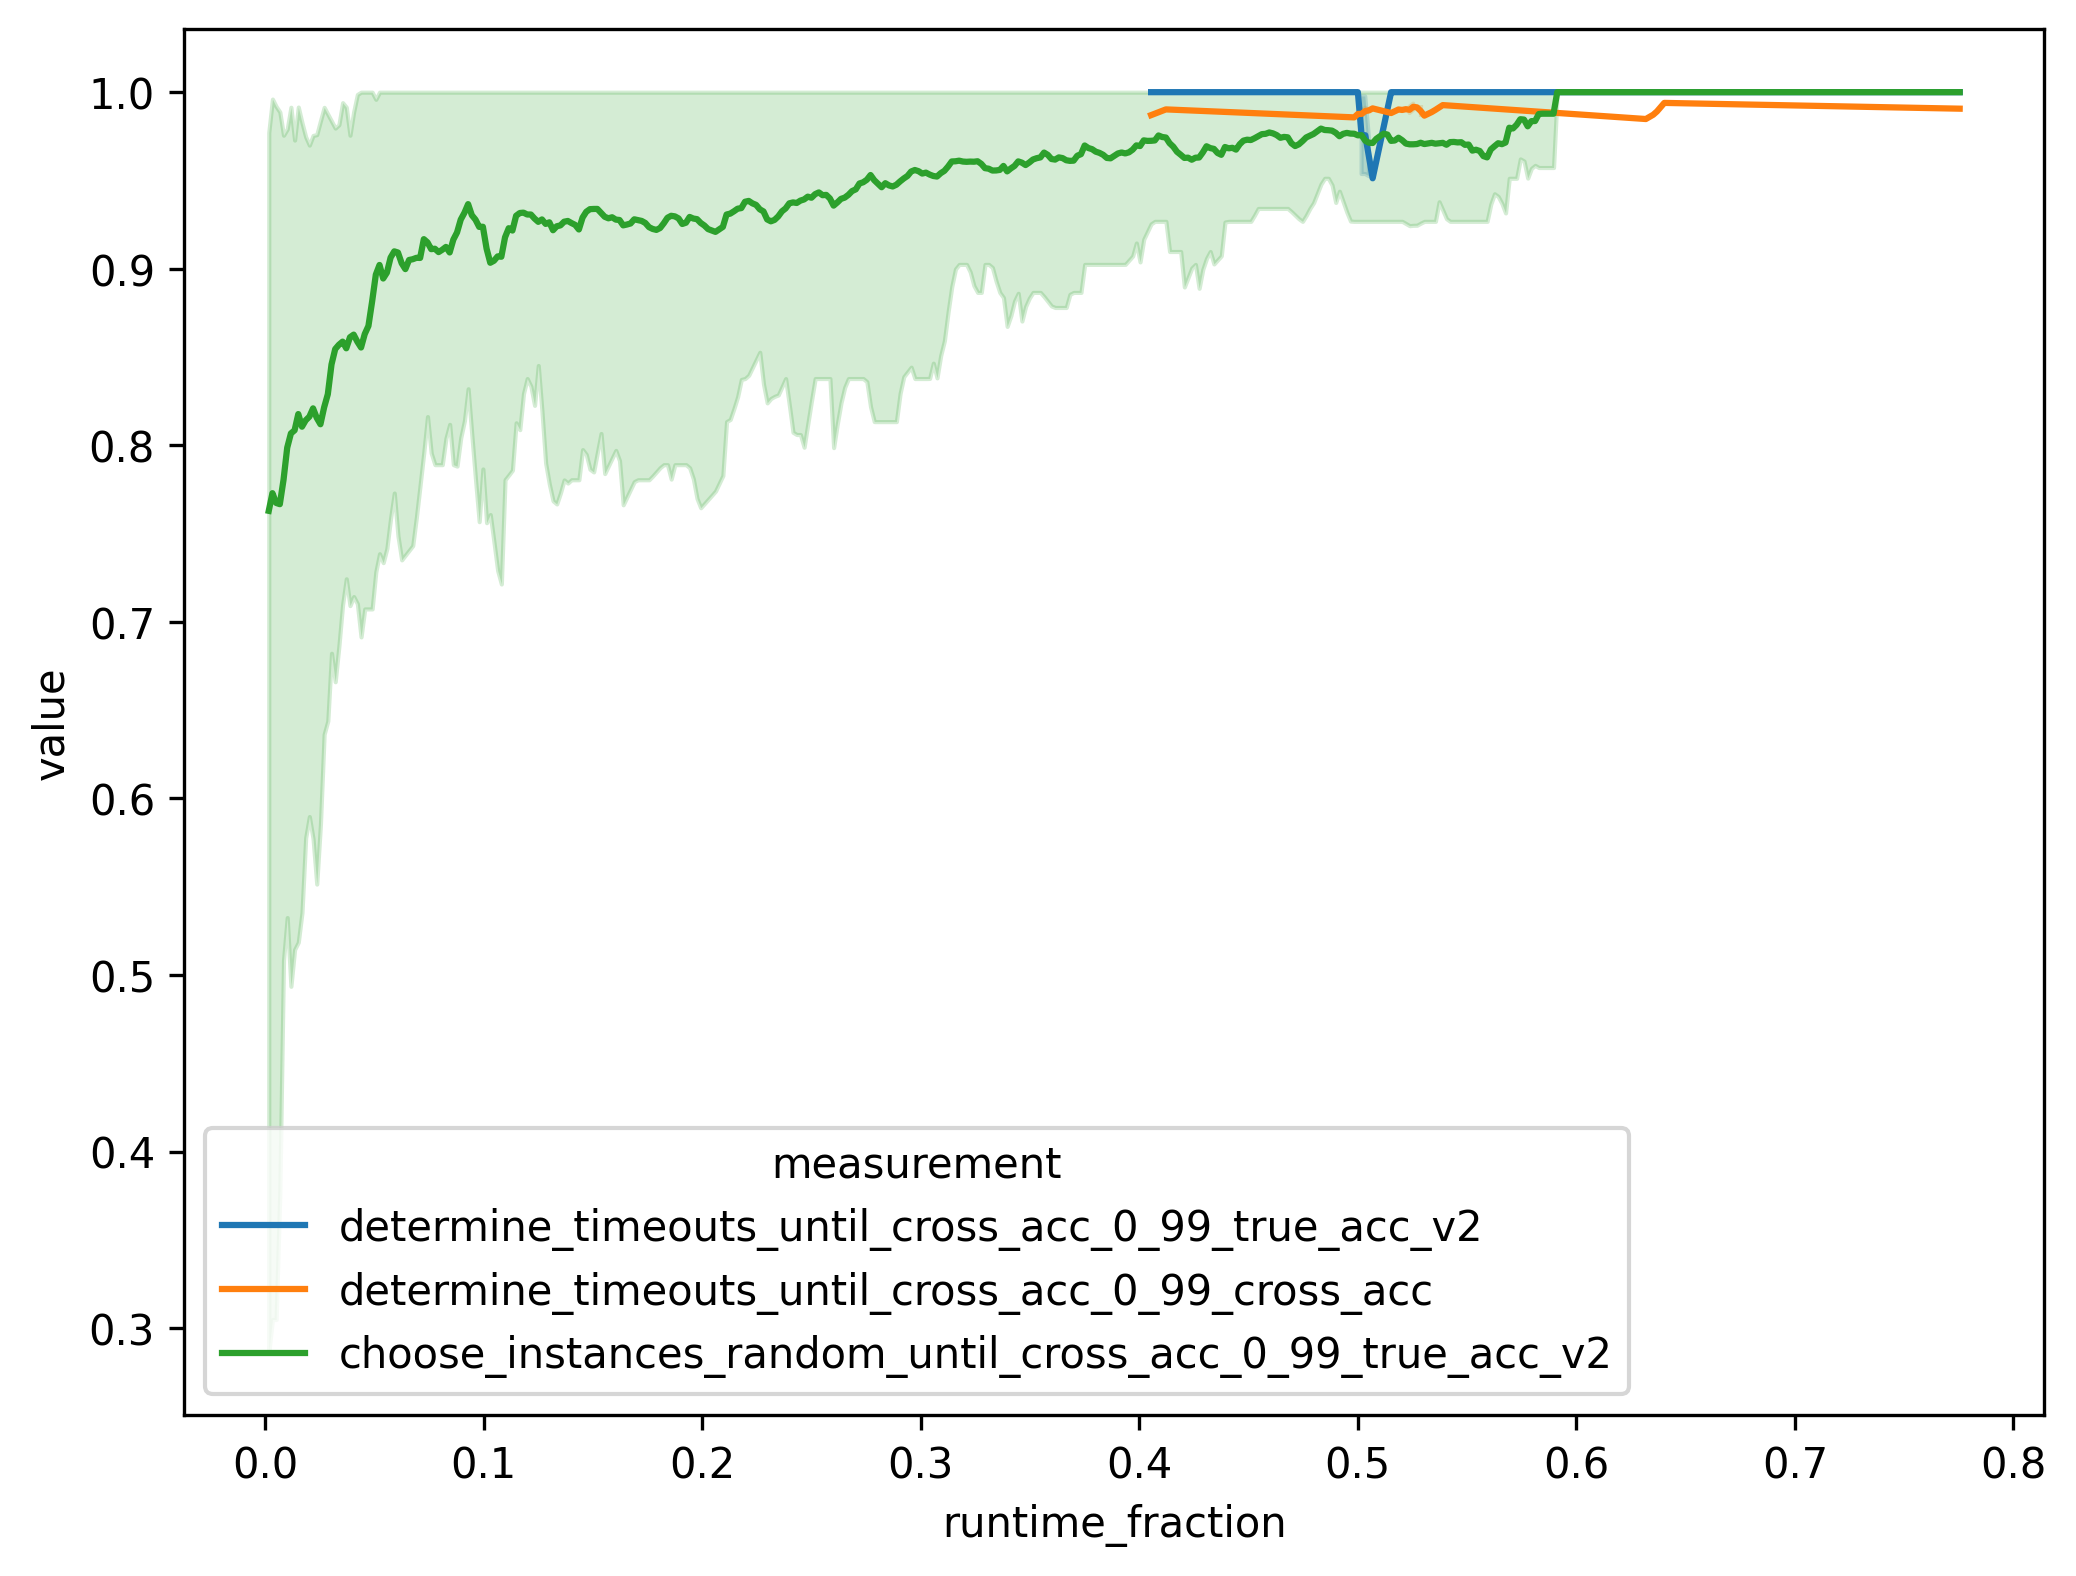 1.0
0.9
0.8
0.7
0.6
0.5
0.4
0.3
value
measurement
determine_timeouts_until_cross_acc_0_99_true_acc_v2
determine_timeouts_until_cross_acc_0_99_cross_acc
choose_instances_random_until_cross_acc_0_99_true_acc_v2
0.0 0.1 0.2 0.3 0.4 0.5 0.6 0.7 0.8
runtime_fraction